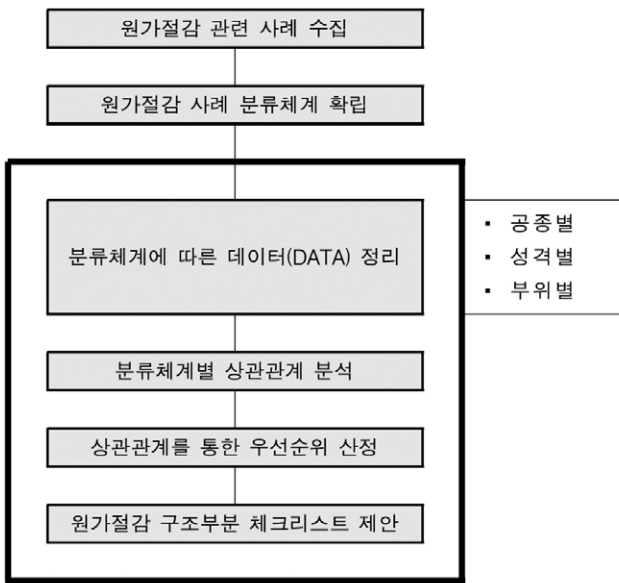 원가절감 관련 사례 수집
원가절감 사례 분류체계 확립
분류체계에 따른 데이터(DATA) 정리
▪ 공종별
▪ 성격별
▪ 부위별
분류체계별 상관관계 분석
상관관계를 통한 우선순위 산정
원가절감 구조부분 체크리스트 제안